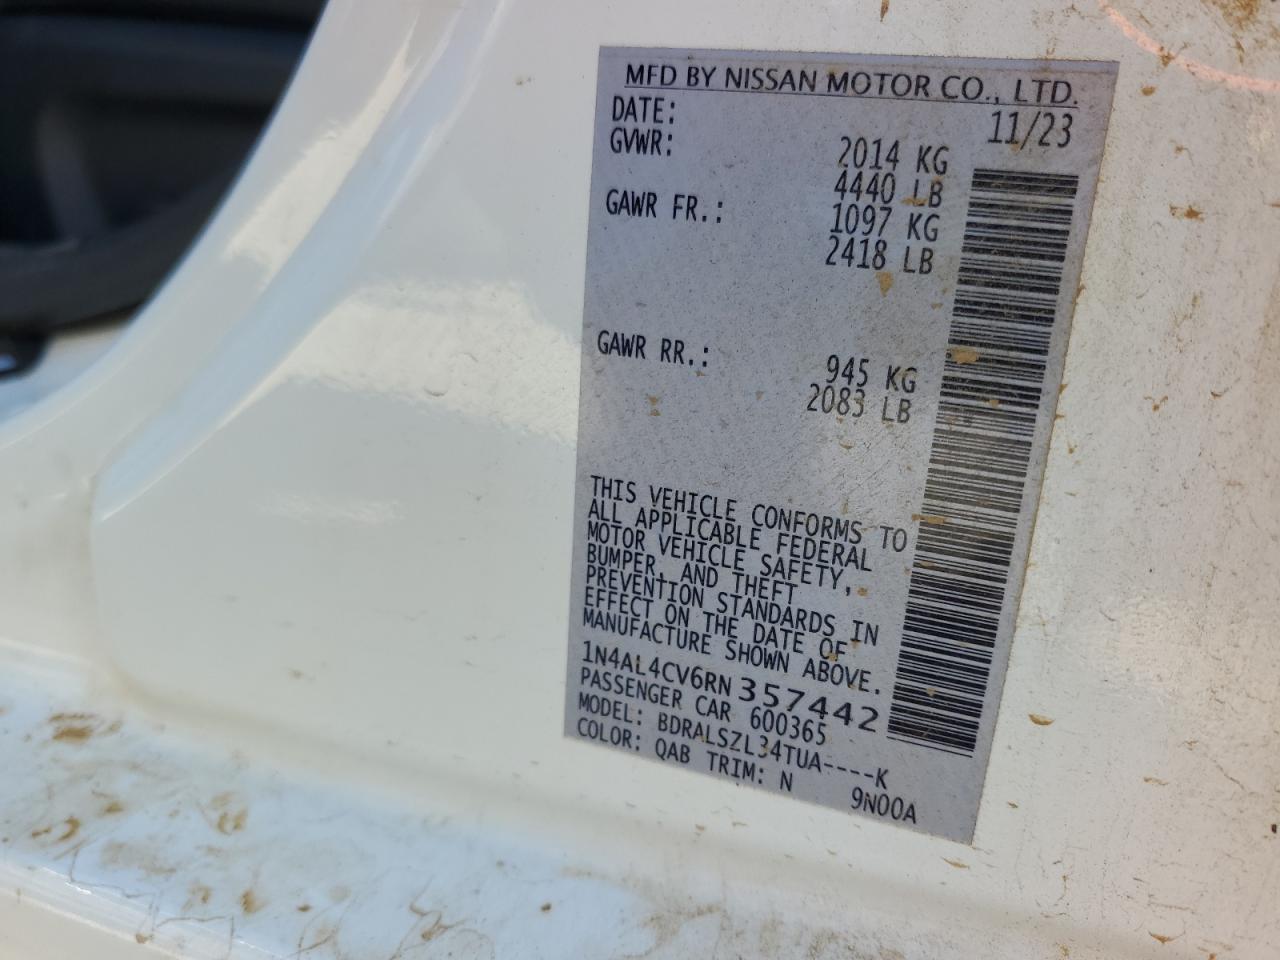 MFD BY NISSAN MOTOR CO., LTD.
DATE: 11/23
GVWR: 2014 KG
4440 LB
GAWR FR.: 1097 KG
2418 LB
GAWR RR.: 945 KG
2083 LB
THIS VEHICLE CONFORMS TO
ALL APPLICABLE FEDERAL
MOTOR VEHICLE SAFETY,
BUMPER, AND THEFT
PREVENTION STANDARDS IN
EFFECT ON THE DATE OF
MANUFACTURE SHOWN ABOVE.
1N4AL4CV6RN357442
PASSENGER CAR 600365
MODEL: BDRALSZL34TUA----K
COLOR: QAB TRIM: N 9N00A